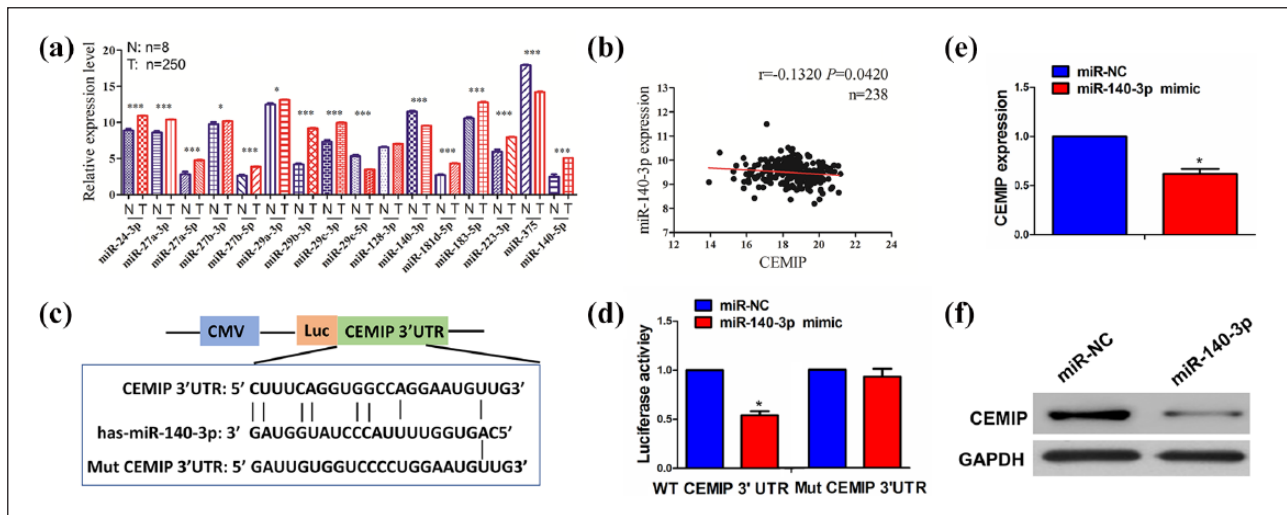 (a)
N: n=8
T: n=250
Relative expression level
20
15
10
5
0
*** *** *** * *** * *** *** *** *** *** *** *** *** ***
N T N T N T N T N T N T N T N T N T N T N T N T N T N T N T N T
miR-24-3p
miR-27a-3p
miR-27a-5p
miR-27b-3p
miR-27b-5p
miR-29a-3p
miR-29b-3p
miR-29c-3p
miR-29c-5p
miR-128-3p
miR-140-3p
miR-181d-5p
miR-183-5p
miR-223-3p
miR-375
miR-140-5p
(b)
r=-0.1320 P=0.0420
n=238
miR-140-3p expression
13
12
11
10
9
8
7
12 14 16 18 20 22 24
CEMIP
(e)
miR-NC
miR-140-3p mimic
CEMIP expression
1.5
1.0
0.5
0.0
*
(c)
CMV Luc CEMIP 3’UTR
CEMIP 3’UTR: 5’ CUUUCAGGUGGCCAGGAAUGUUG3’
has-miR-140-3p: 3’ GAUGGUAUCCCAUUUUGGUGAC5’
Mut CEMIP 3’UTR: 5’ GAUUGUGGUCCCCUGGAAUGUUG3’
(d)
miR-NC
miR-140-3p mimic
Luciferase activiey
1.5
1.0
0.5
0.0
*
WT CEMIP 3' UTR Mut CEMIP 3'UTR
(f)
miR-NC miR-140-3p
CEMIP
GAPDH